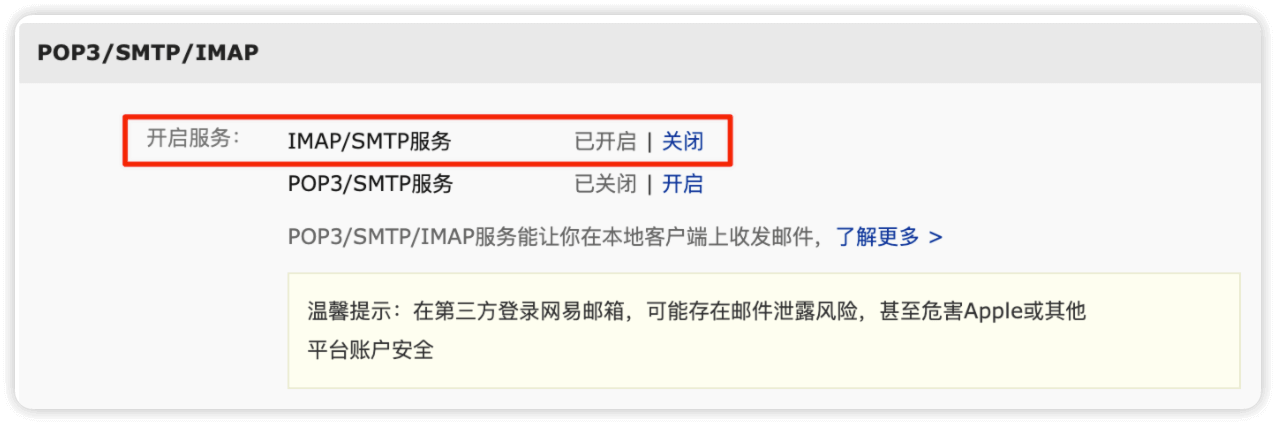 POP3/SMTP/IMAP
开启服务： IMAP/SMTP服务 已开启 | 关闭
POP3/SMTP服务 已关闭 | 开启
POP3/SMTP/IMAP服务能让你在本地客户端上收发邮件，了解更多 >
温馨提示：在第三方登录网易邮箱，可能存在邮件泄露风险，甚至危害Apple或其他
平台账户安全